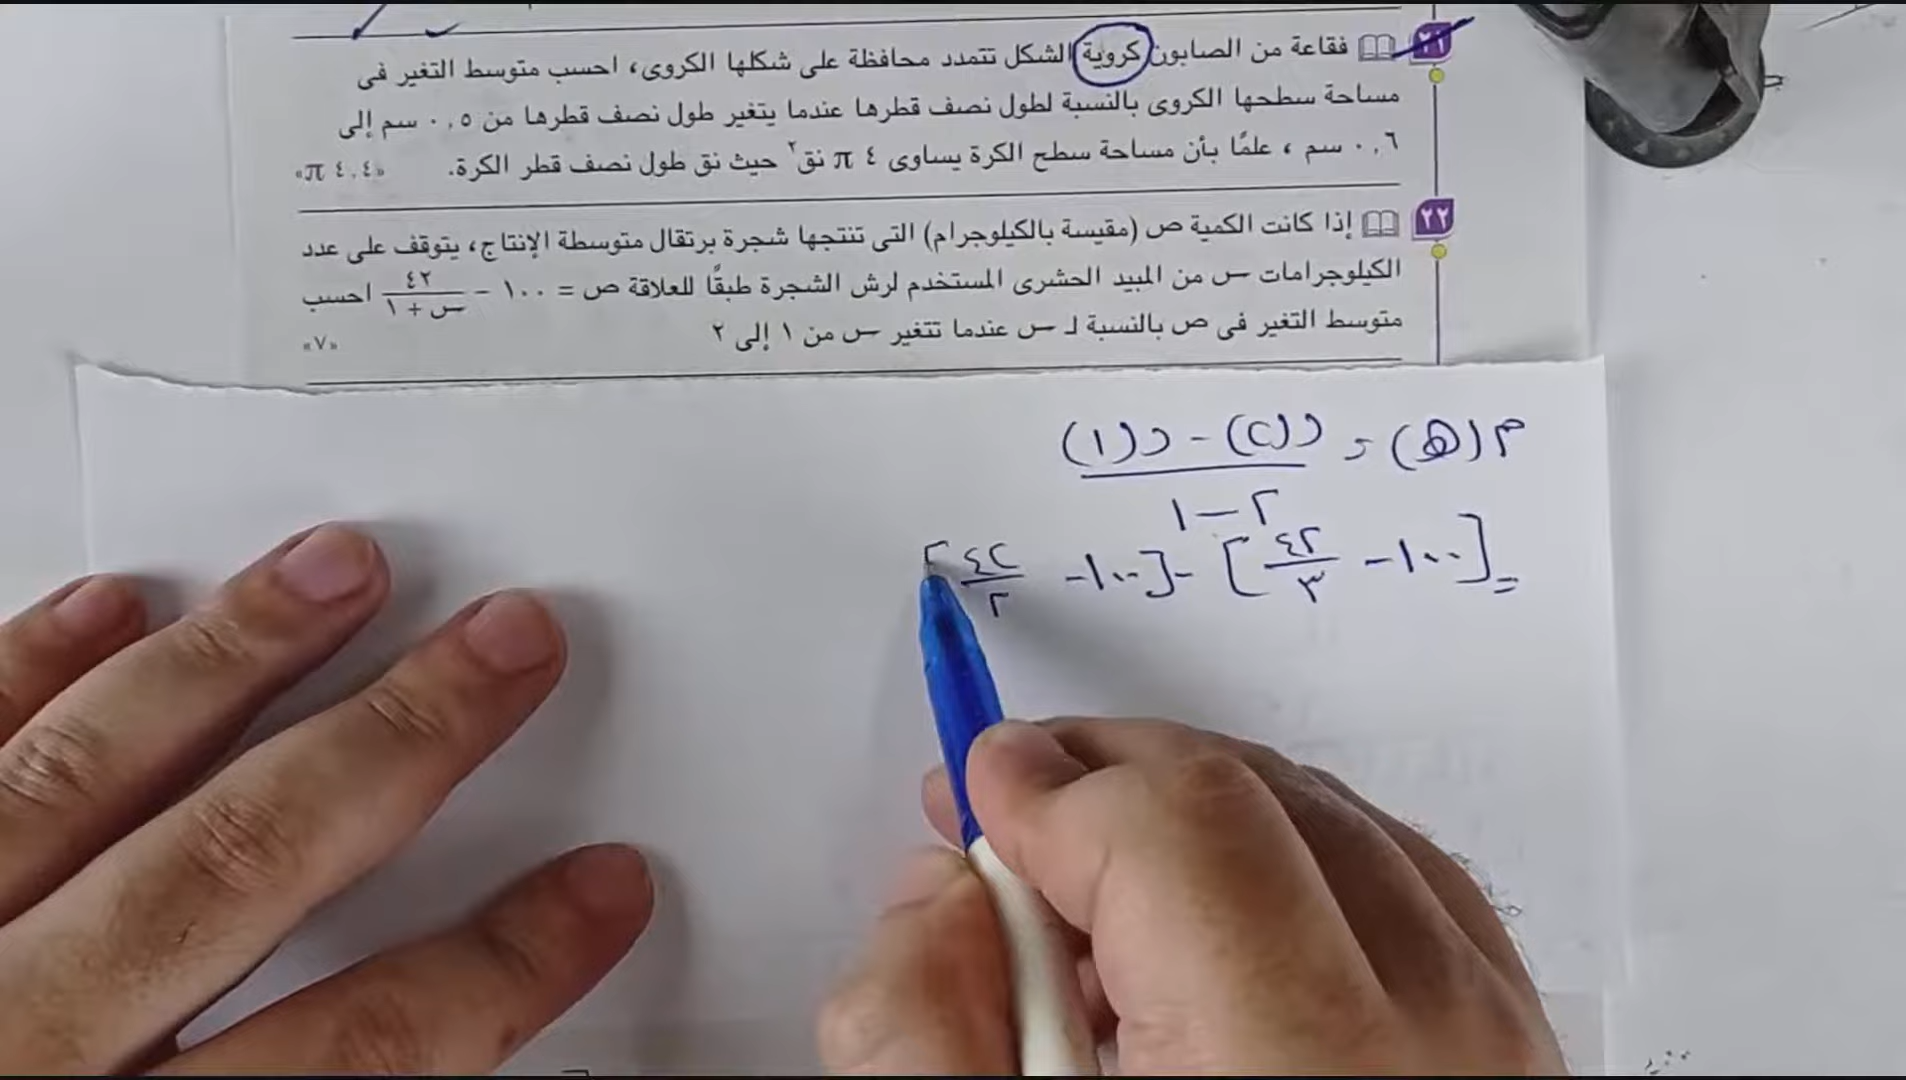 ٢١ فقاعة من الصابون كروية الشكل تتمدد محافظة على شكلها الكروى، احسب متوسط التغير فى
مساحة سطحها الكروى بالنسبة لطول نصف قطرها عندما يتغير طول نصف قطرها من ٠,٥ سم إلى
٠,٦ سم ، علمًا بأن مساحة سطح الكرة يساوى ٤ π نق٢ حيث نق طول نصف قطر الكرة. «٤,٤ π»
٢٢ إذا كانت الكمية ص (مقيسة بالكيلوجرام) التى تنتجها شجرة برتقال متوسطة الإنتاج، يتوقف على عدد
الكيلوجرامات س من المبيد الحشرى المستخدم لرش الشجرة طبقًا للعلاقة ص = ١٠٠ - ٤٢/(س + ١) احسب
متوسط التغير فى ص بالنسبة لـ س عندما تتغير س من ١ إلى ٢ «٧»
م(ه) = د(٢) - د(١)
٢ - ١
= [١٠٠ - ٤٢/٣] - [١٠٠ - ٤٢/٢